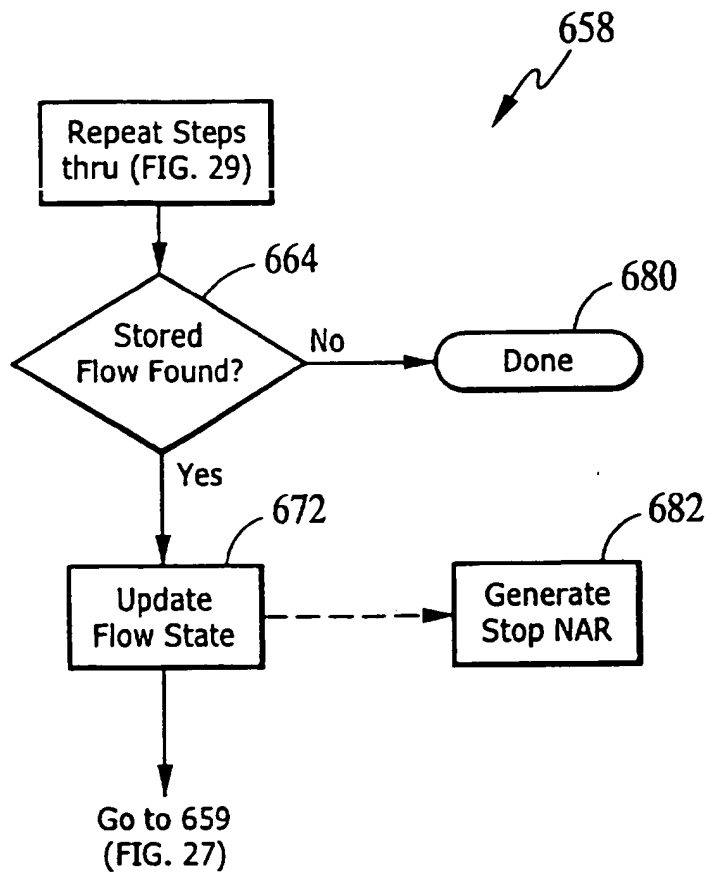 658
Repeat Steps
thru (FIG. 29)
664
Stored
Flow Found?
No
680
Done
Yes
672
Update
Flow State
682
Generate
Stop NAR
Go to 659
(FIG. 27)